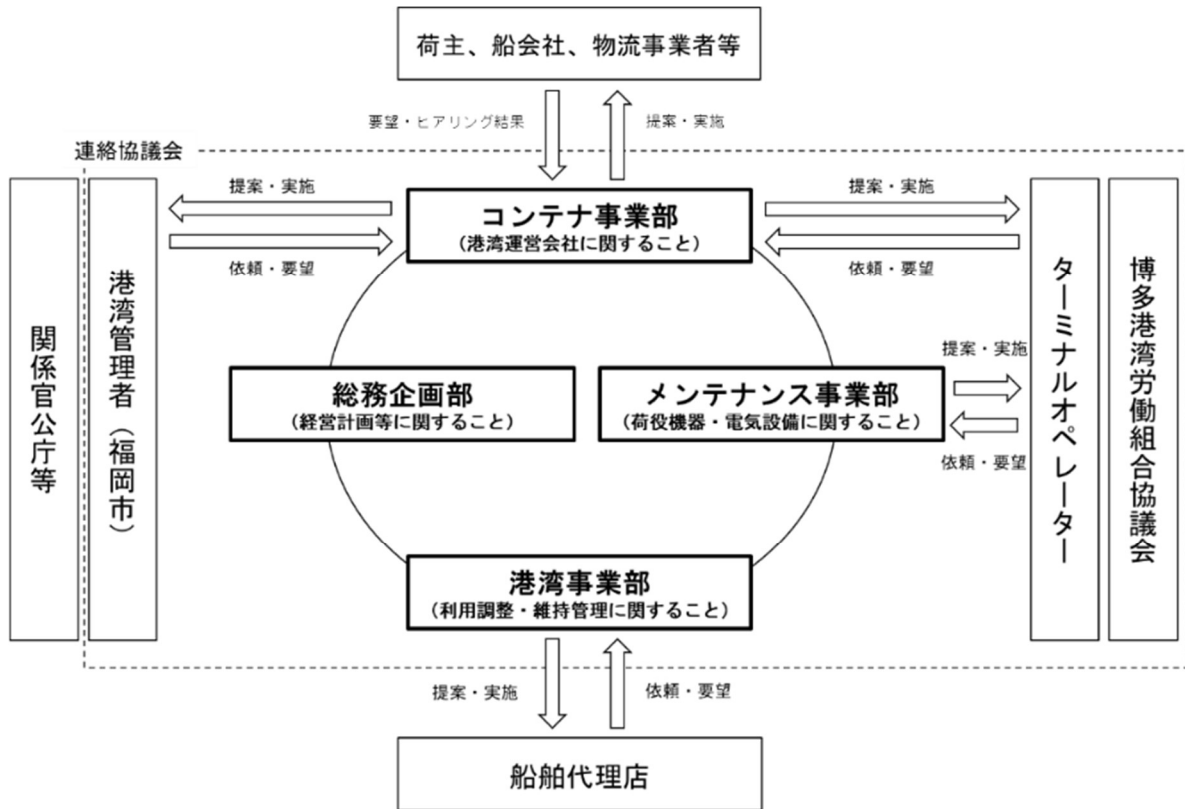 荷主、船会社、物流事業者等
要望・ヒアリング結果
提案・実施
連絡協議会
関係官公庁等
港湾管理者（福岡市）
提案・実施
依頼・要望
コンテナ事業部
（港湾運営会社に関すること）
提案・実施
依頼・要望
ターミナルオペレーター
博多港湾労働組合協議会
総務企画部
（経営計画等に関すること）
メンテナンス事業部
（荷役機器・電気設備に関すること）
提案・実施
依頼・要望
港湾事業部
（利用調整・維持管理に関すること）
提案・実施
依頼・要望
船舶代理店